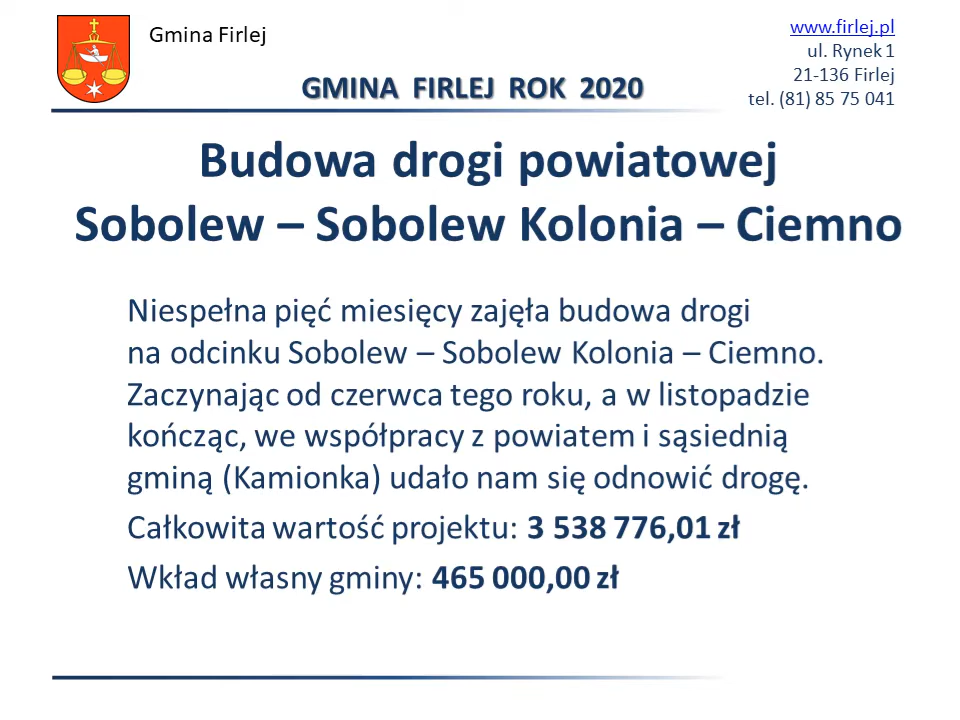 Gmina Firlej
www.firlej.pl
ul. Rynek 1
21-136 Firlej
tel. (81) 85 75 041
GMINA FIRLEJ ROK 2020
Budowa drogi powiatowej
Sobolew – Sobolew Kolonia – Ciemno
Niespełna pięć miesięcy zajęła budowa drogi
na odcinku Sobolew – Sobolew Kolonia – Ciemno.
Zaczynając od czerwca tego roku, a w listopadzie
kończąc, we współpracy z powiatem i sąsiednią
gminą (Kamionka) udało nam się odnowić drogę.
Całkowita wartość projektu: 3 538 776,01 zł
Wkład własny gminy: 465 000,00 zł